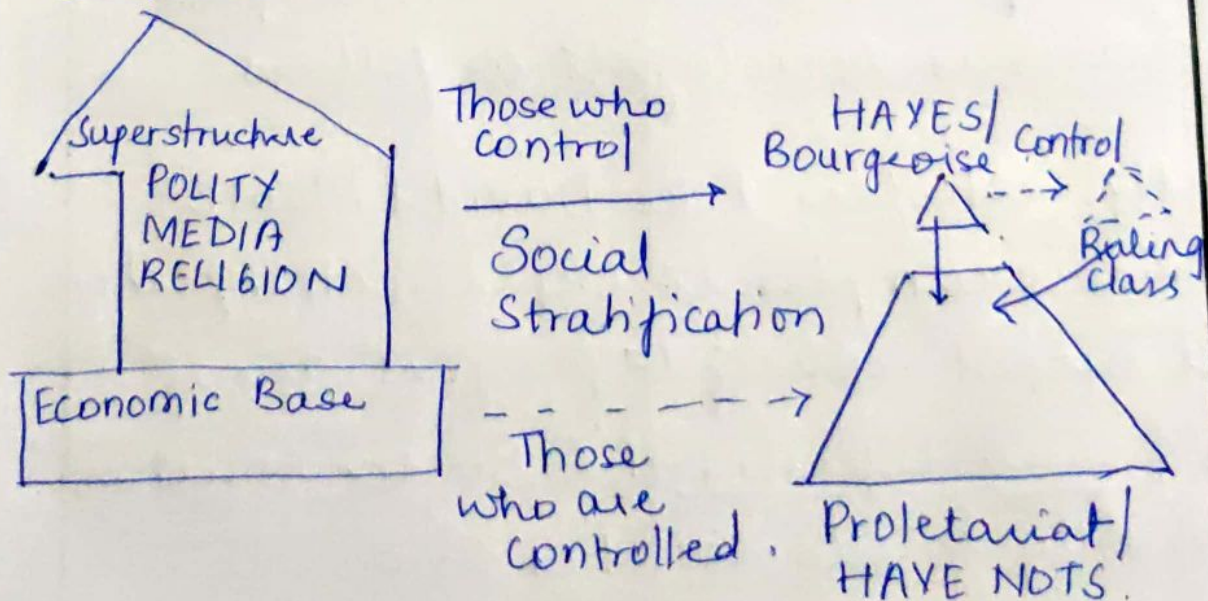 Superstructure
POLITY
MEDIA
RELIGION
Economic Base
Those who
control
Social
Stratification
Those
who are
controlled.
HAVES/
Bourgeoise
Control
Ruling
Class
Proletariat/
HAVE NOTS.